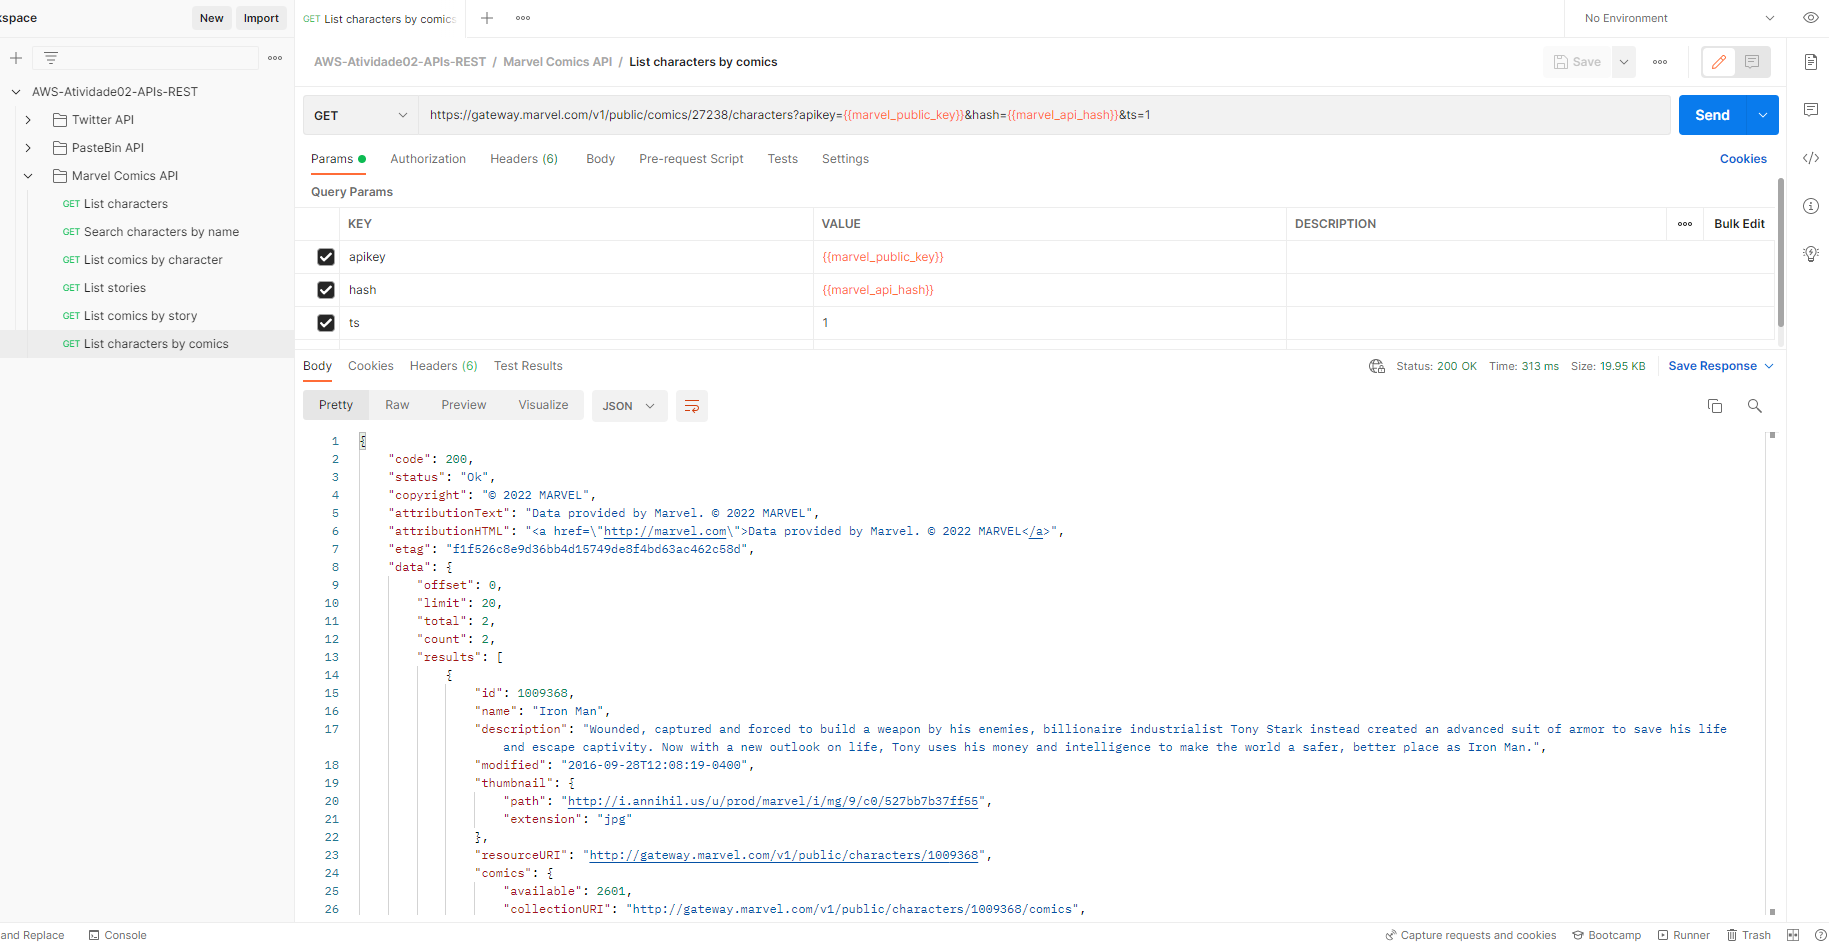 kspace
New
Import
GET List characters by comics
No Environment
AWS-Atividade02-APIs-REST / Marvel Comics API / List characters by comics
Save
AWS-Atividade02-APIs-REST
Twitter API
PasteBin API
Marvel Comics API
GET List characters
GET Search characters by name
GET List comics by character
GET List stories
GET List comics by story
GET List characters by comics
GET
https://gateway.marvel.com/v1/public/comics/27238/characters?apikey={{marvel_public_key}}&hash={{marvel_api_hash}}&ts=1
Send
Params Authorization Headers (6) Body Pre-request Script Tests Settings
Cookies
Query Params
KEY VALUE DESCRIPTION Bulk Edit
apikey {{marvel_public_key}}
hash {{marvel_api_hash}}
ts 1
Body Cookies Headers (6) Test Results
Status: 200 OK Time: 313 ms Size: 19.95 KB Save Response
Pretty Raw Preview Visualize JSON
1 {
2 "code": 200,
3 "status": "Ok",
4 "copyright": "© 2022 MARVEL",
5 "attributionText": "Data provided by Marvel. © 2022 MARVEL",
6 "attributionHTML": "<a href=\"http://marvel.com\">Data provided by Marvel. © 2022 MARVEL</a>",
7 "etag": "f1f526c8e9d36bb4d15749de8f4bd63ac462c58d",
8 "data": {
9 "offset": 0,
10 "limit": 20,
11 "total": 2,
12 "count": 2,
13 "results": [
14 {
15 "id": 1009368,
16 "name": "Iron Man",
17 "description": "Wounded, captured and forced to build a weapon by his enemies, billionaire industrialist Tony Stark instead created an advanced suit of armor to save his life
and escape captivity. Now with a new outlook on life, Tony uses his money and intelligence to make the world a safer, better place as Iron Man.",
18 "modified": "2016-09-28T12:08:19-0400",
19 "thumbnail": {
20 "path": "http://i.annihil.us/u/prod/marvel/i/mg/9/c0/527bb7b37ff55",
21 "extension": "jpg"
22 },
23 "resourceURI": "http://gateway.marvel.com/v1/public/characters/1009368",
24 "comics": {
25 "available": 2601,
26 "collectionURI": "http://gateway.marvel.com/v1/public/characters/1009368/comics",
and Replace
Console
Capture requests and cookies
Bootcamp
Runner
Trash